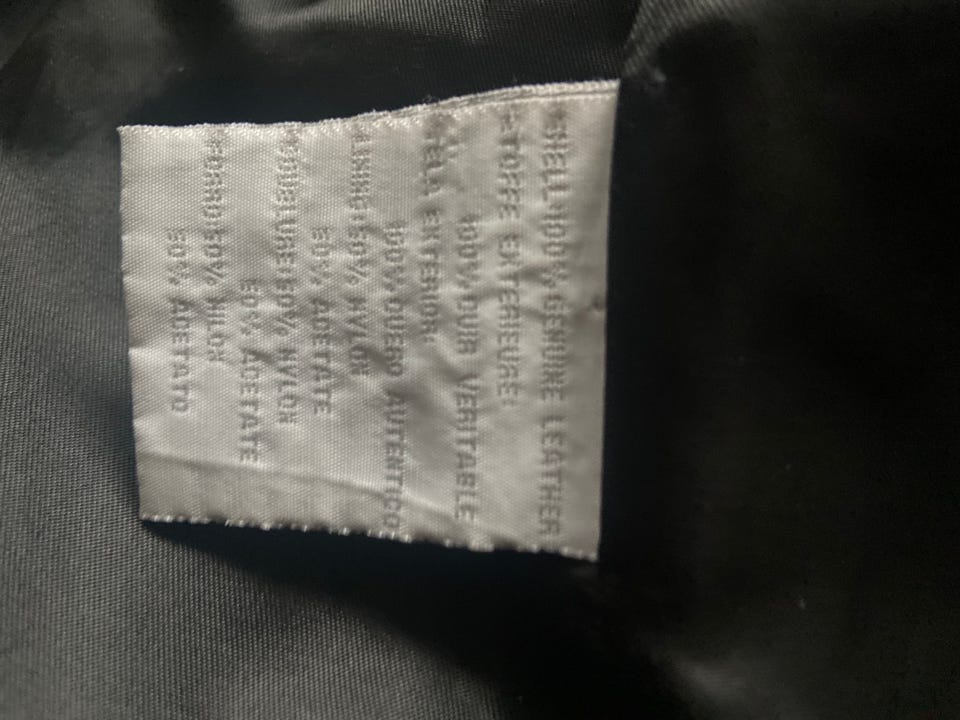 *SHELL:100% GENUINE LEATHER
*ETOFFE EXTERIEURE:
100% CUIR VERITABLE
*TELA EXTERIOR:
100% CUERO AUTENTICO
*LINING:50% NYLON
50% ACETATE
*DOUBLURE:50% NYLON
50% ACETATE
*FORRO:50% NILON
50% ACETATO